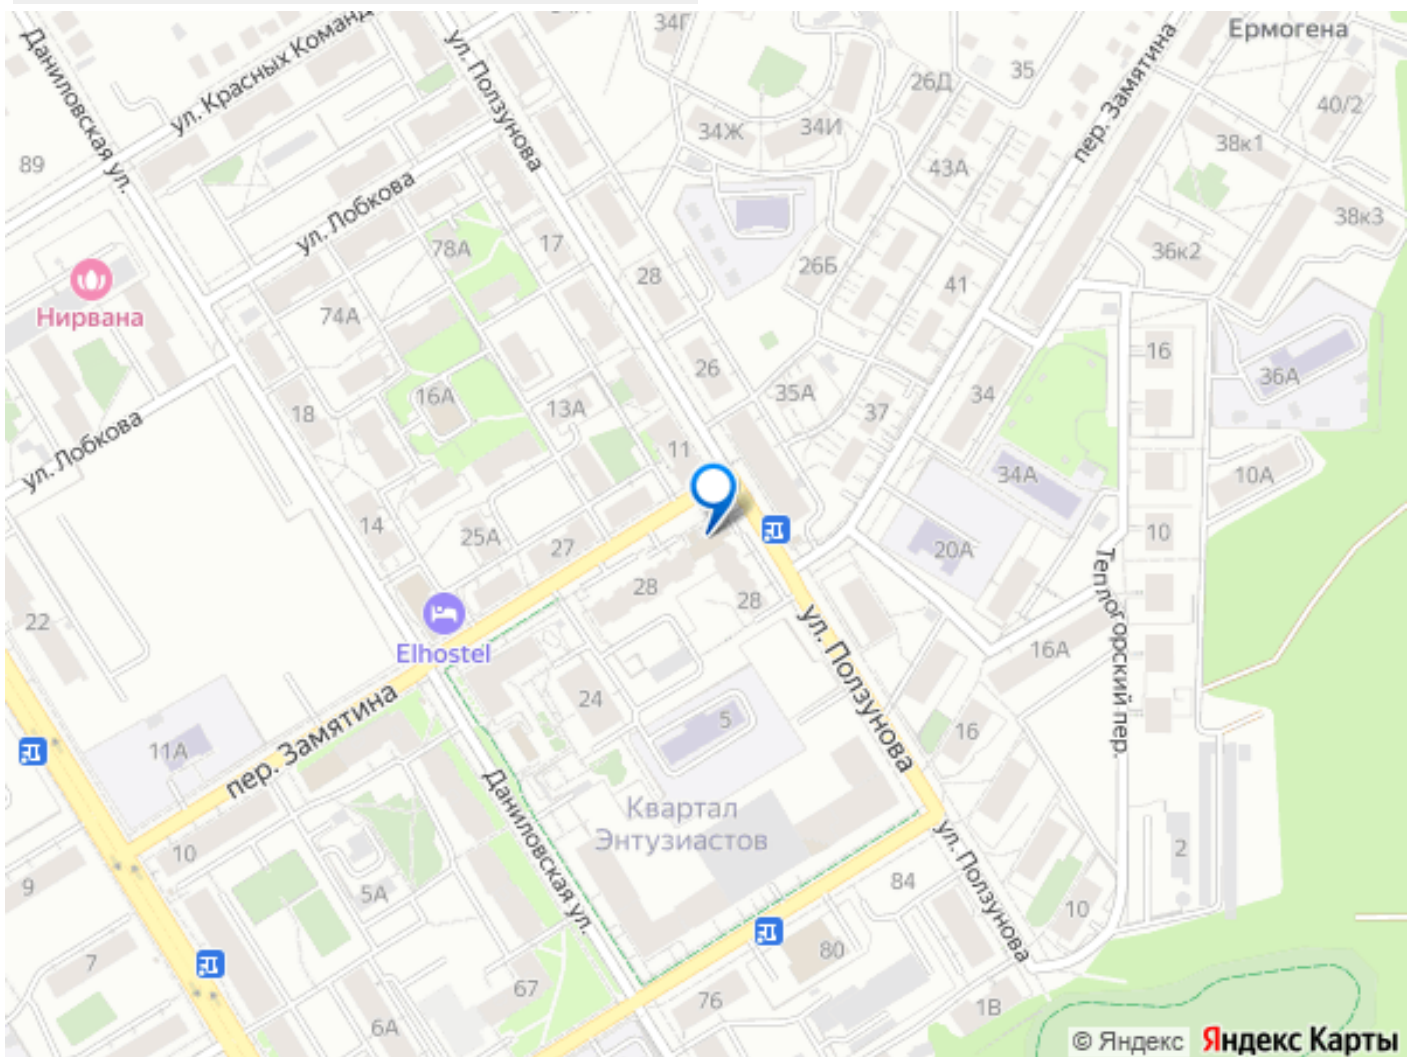 34Г
Ермогена
Даниловская ул.
ул. Красных Команд
ул. Ползунова
35
пер. Замятина
26Д
40/2
34Ж
34И
38к1
89
43А
ул. Лобкова
38к3
17
78А
36к2
28
26Б
41
Нирвана
74А
16
26
36А
16А
35А
34
18
13А
37
ул. Лобкова
11
34А
10А
14
25А
27
20А
10
28
28
Теплогорский пер.
22
Elhostel
ул. Ползунова
16А
24
5
16
11А
пер. Замятина
Квартал
Энтузиастов
Даниловская ул.
10
2
9
5А
84
ул. Ползунова
10
80
7
67
76
1В
6А
© Яндекс
Яндекс Карты